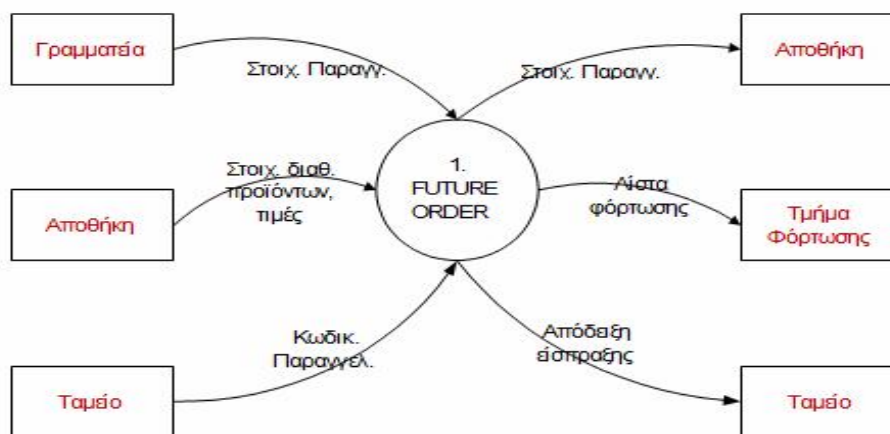 Γραμματεία
Στοιχ. Παραγγ.
Στοιχ. Παραγγ.
Αποθήκη
Αποθήκη
Στοιχ. διαθ.
προϊόντων,
τιμές
1.
FUTURE
ORDER
Λίστα
φόρτωσης
Τμήμα
Φόρτωσης
Ταμείο
Κωδικ.
Παραγγελ.
Απόδειξη
είσπραξης
Ταμείο